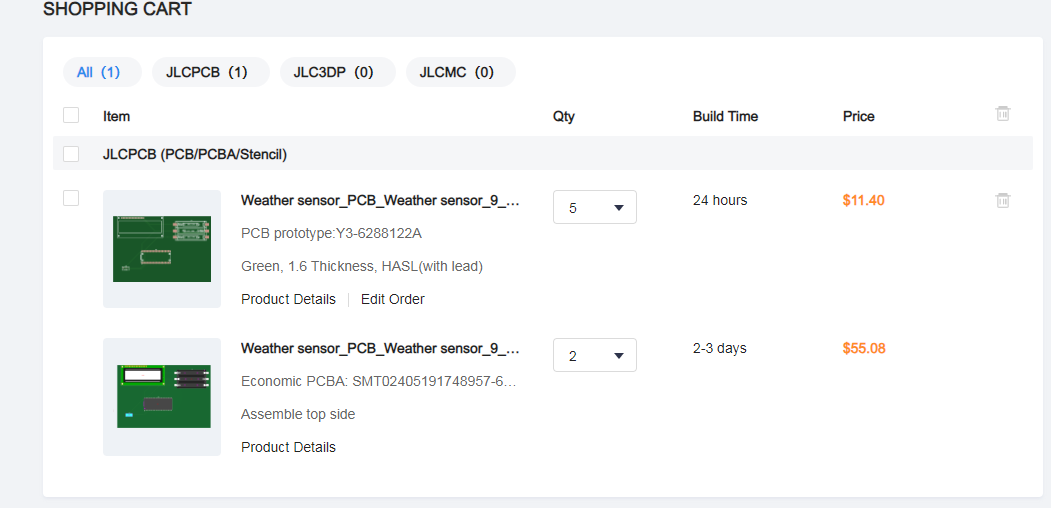 SHOPPING CART
All (1) JLCPCB (1) JLC3DP (0) JLCMC (0)
Item Qty Build Time Price
JLCPCB (PCB/PCBA/Stencil)
Weather sensor_PCB_Weather sensor_9_... 5 24 hours $11.40
PCB prototype:Y3-6288122A
Green, 1.6 Thickness, HASL(with lead)
Product Details Edit Order
Weather sensor_PCB_Weather sensor_9_... 2 2-3 days $55.08
Economic PCBA: SMT02405191748957-6...
Assemble top side
Product Details